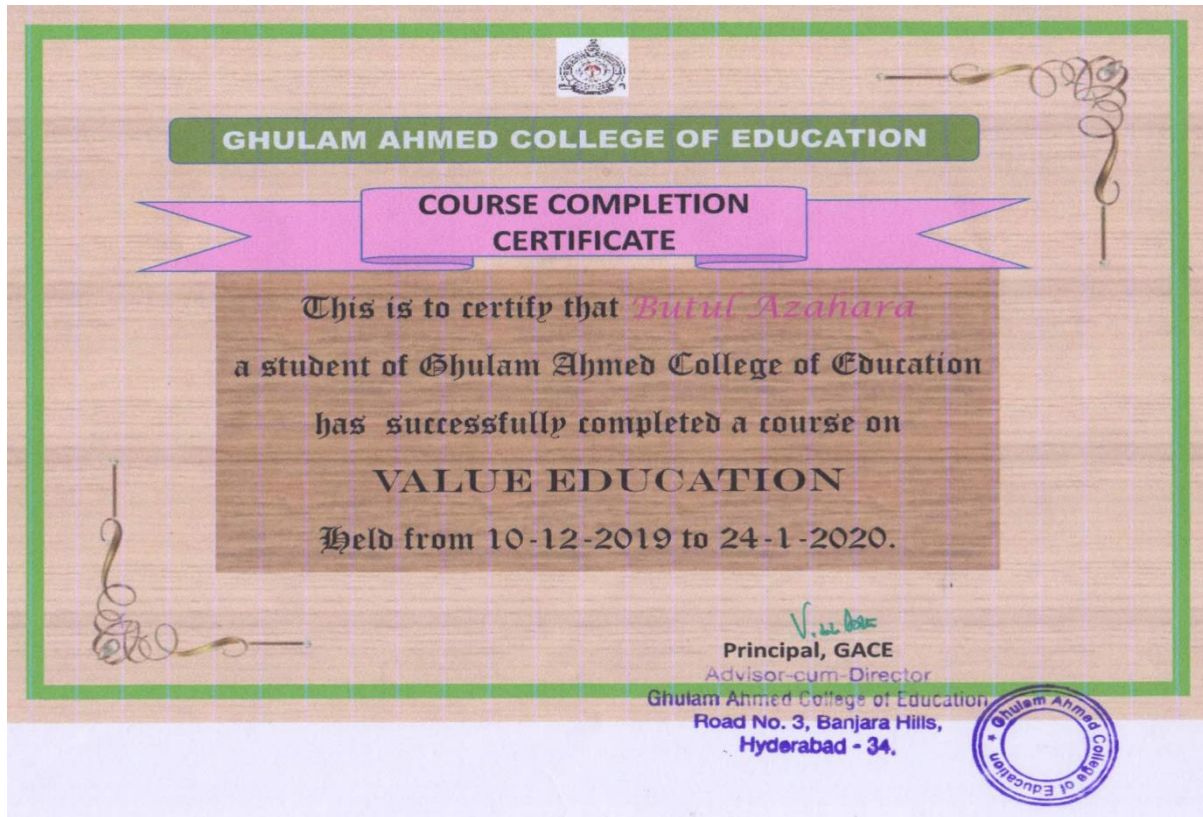 GHULAM AHMED COLLEGE OF EDUCATION
COURSE COMPLETION
CERTIFICATE
This is to certify that Butul Azahara
a student of Ghulam Ahmed College of Education
has successfully completed a course on
VALUE EDUCATION
Held from 10-12-2019 to 24-1-2020.
Principal, GACE
Advisor-cum-Director
Ghulam Ahmed College of Education
Road No. 3, Banjara Hills,
Hyderabad - 34.
Ghulam Ahmed College of Education